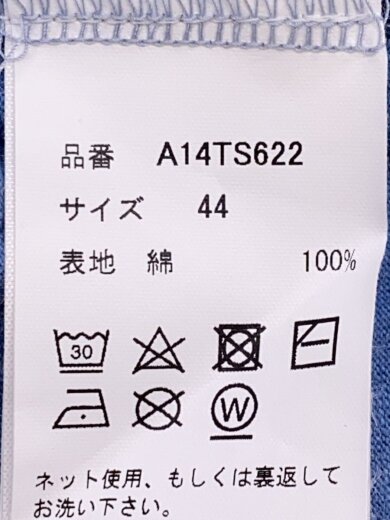 品番 A14TS622
サイズ 44
表地 綿 100%
30
W
ネット使用、もしくは裏返して
お洗い下さい。